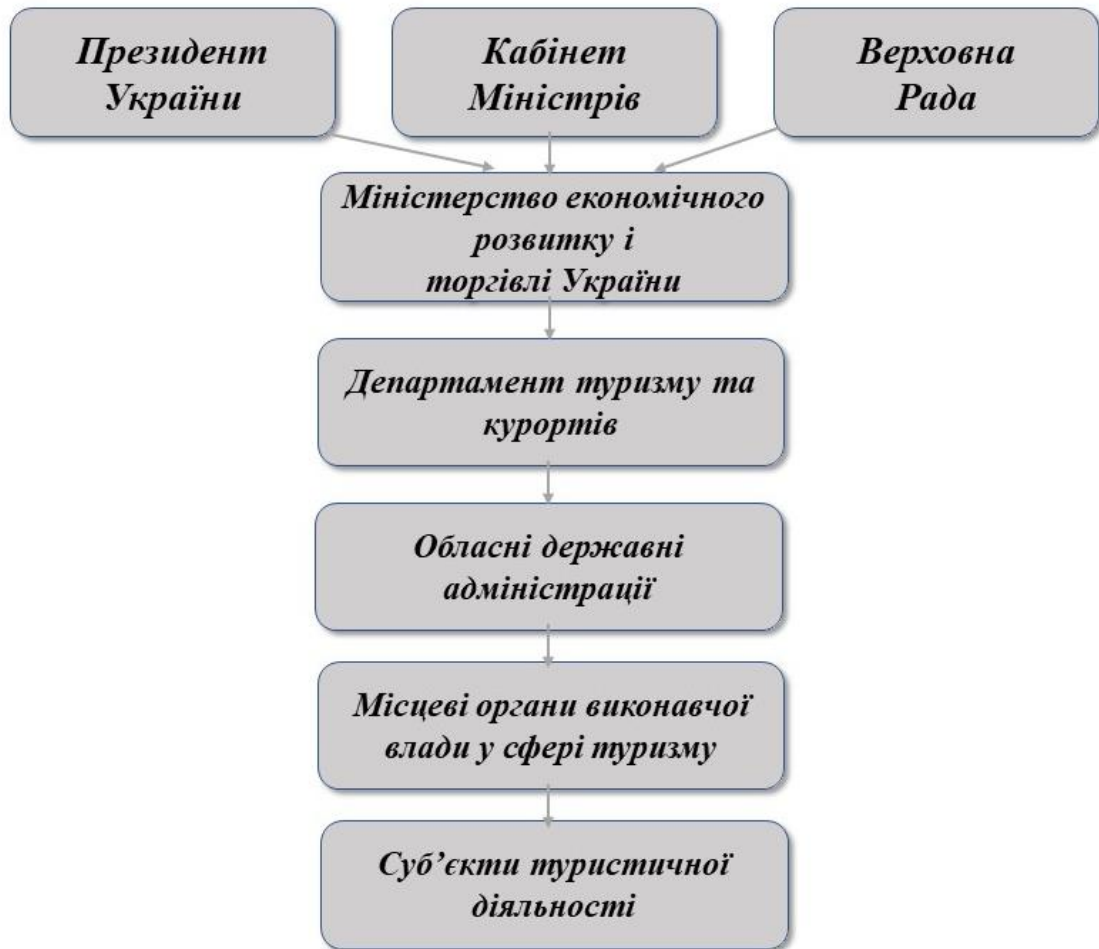 Президент
України
Кабінет
Міністрів
Верховна
Рада
Міністерство економічного
розвитку і
торгівлі України
Департамент туризму та
курортів
Обласні державні
адміністрації
Місцеві органи виконавчої
влади у сфері туризму
Суб’єкти туристичної
діяльності